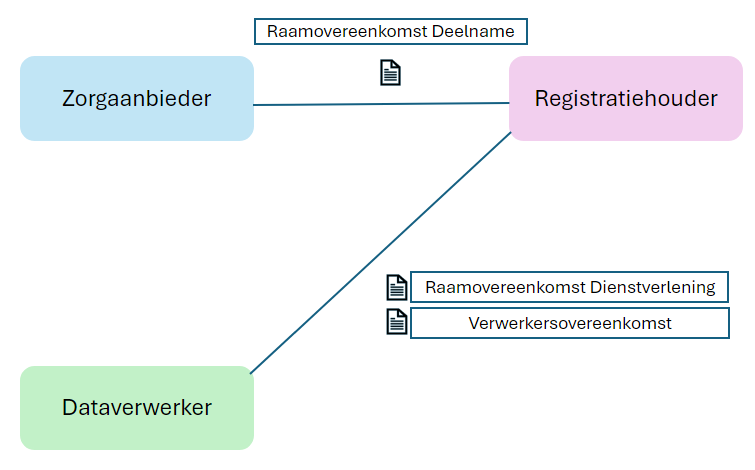 Raamovereenkomst Deelname
Zorgaanbieder
Registratiehouder
Raamovereenkomst Dienstverlening
Verwerkersovereenkomst
Dataverwerker